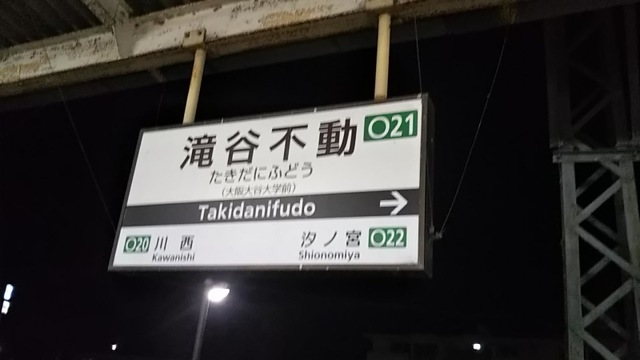 滝谷不動 O21
たきだにふどう
(大阪大谷大学前)
Takidanifudo →
O20 川西 汐ノ宮 O22
Kawanishi Shionomiya